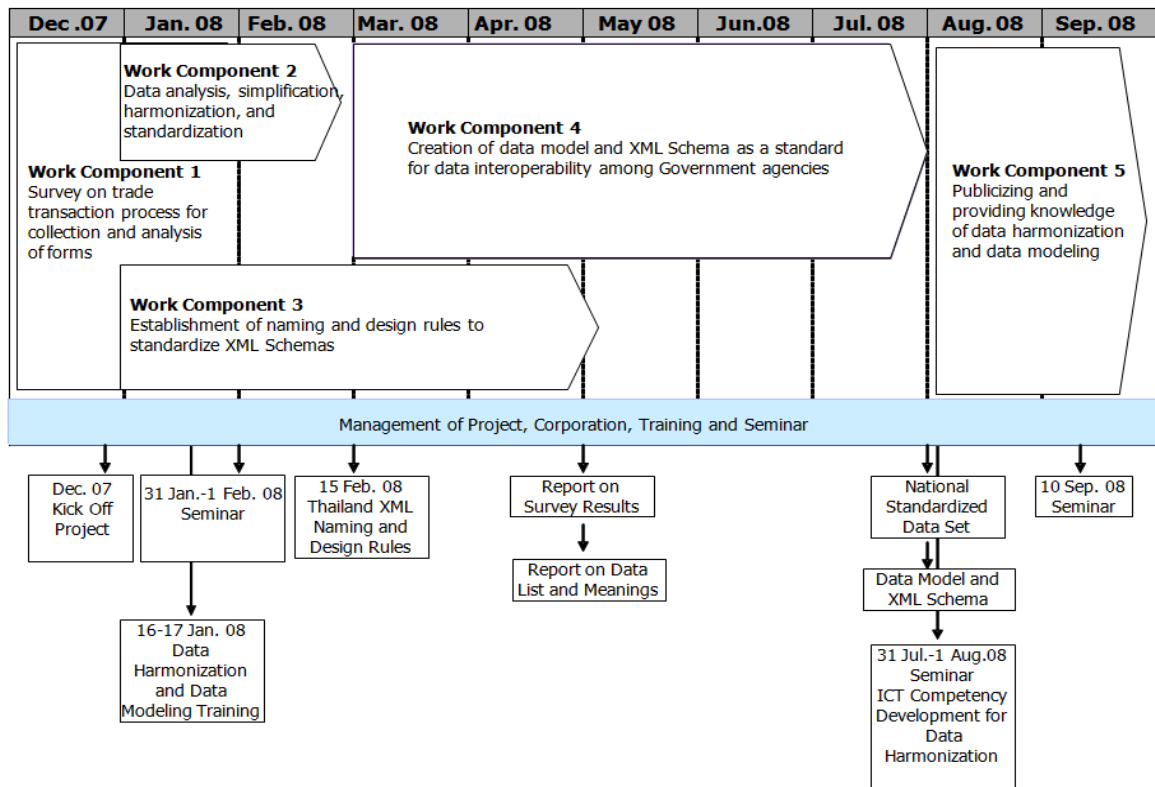 Dec .07 Jan. 08 Feb. 08 Mar. 08 Apr. 08 May 08 Jun.08 Jul. 08 Aug. 08 Sep. 08
Work Component 2
Data analysis, simplification,
harmonization, and
standardization
Work Component 4
Creation of data model and XML Schema as a standard
for data interoperability among Government agencies
Work Component 1
Survey on trade
transaction process for
collection and analysis
of forms
Work Component 5
Publicizing and
providing knowledge
of data harmonization
and data modeling
Work Component 3
Establishment of naming and design rules to
standardize XML Schemas
Management of Project, Corporation, Training and Seminar
Dec. 07
Kick Off
Project
31 Jan.-1 Feb. 08
Seminar
15 Feb. 08
Thailand XML
Naming and
Design Rules
Report on
Survey Results
National
Standardized
Data Set
10 Sep. 08
Seminar
Report on Data
List and Meanings
Data Model and
XML Schema
16-17 Jan. 08
Data
Harmonization
and Data
Modeling Training
31 Jul.-1 Aug.08
Seminar
ICT Competency
Development for
Data
Harmonization